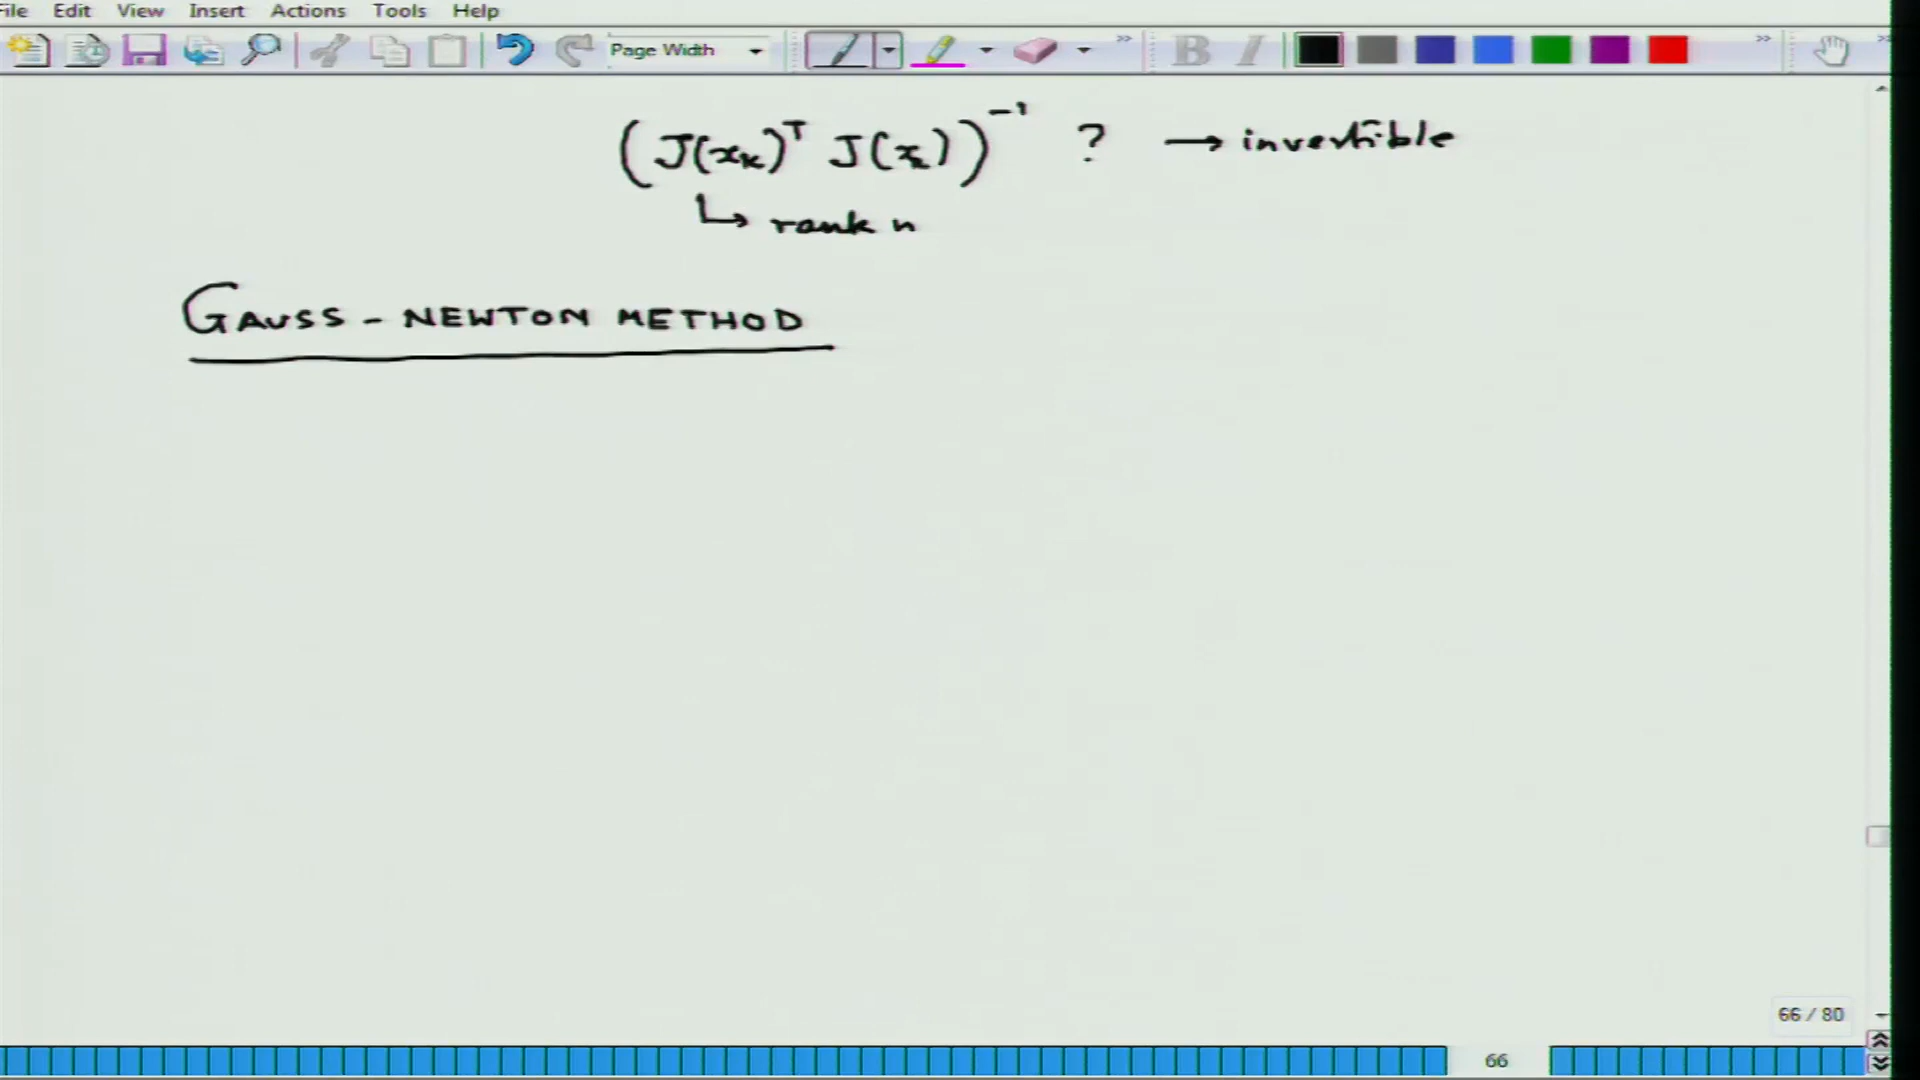 File Edit View Insert Actions Tools Help
Page Width B I
(J(xₖ)ᵀ J(xₖ))⁻¹ ? → invertible
↳ rank n
GAUSS - NEWTON METHOD
66 / 80
66